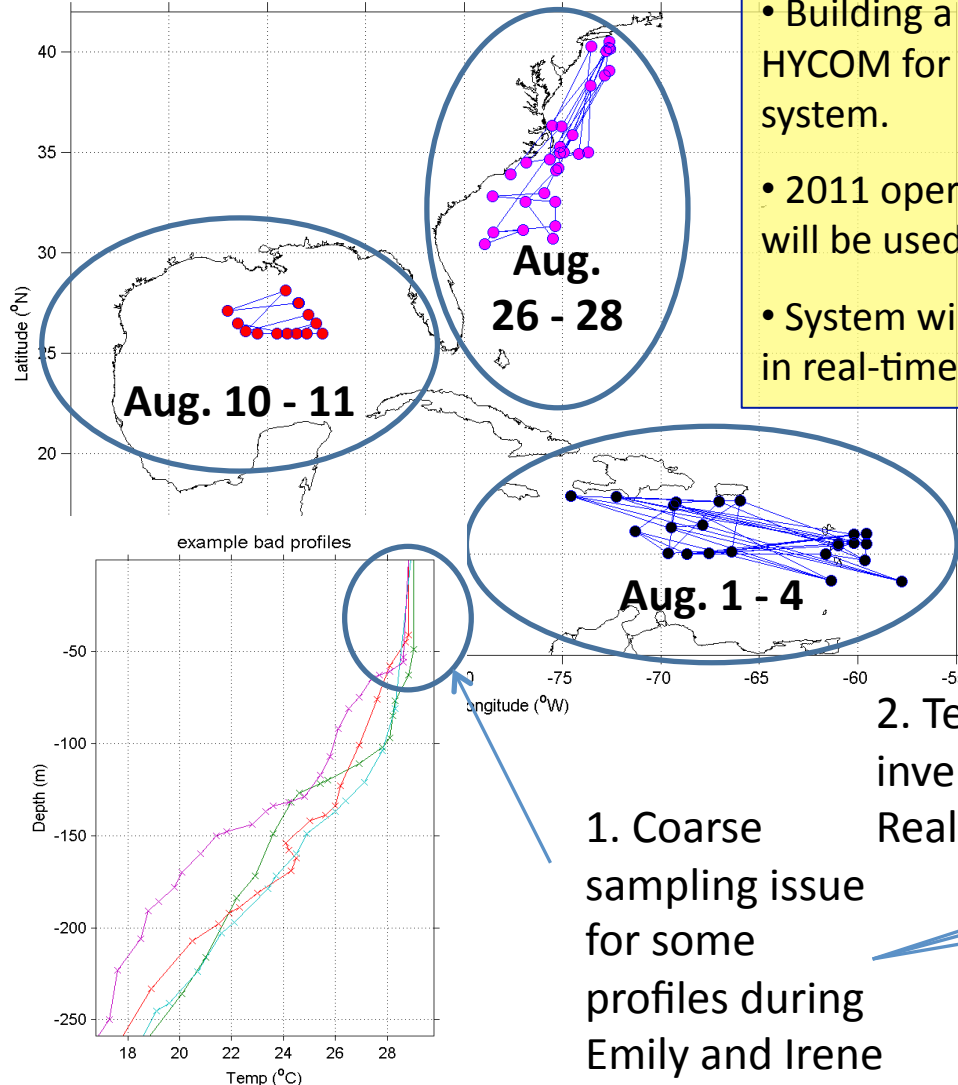 • Building a
HYCOM for
system.
• 2011 oper
will be used
• System wi
in real-time
40
35
30
25
20
Latitude (°N)
Aug.
26 - 28
Aug. 10 - 11
Aug. 1 - 4
-75
-70
-65
-60
ongitude (°W)
example bad profiles
-50
-100
-150
-200
-250
Depth (m)
18 20 22 24 26 28
Temp (°C)
1. Coarse
sampling issue
for some
profiles during
Emily and Irene
2. Te
inve
Real